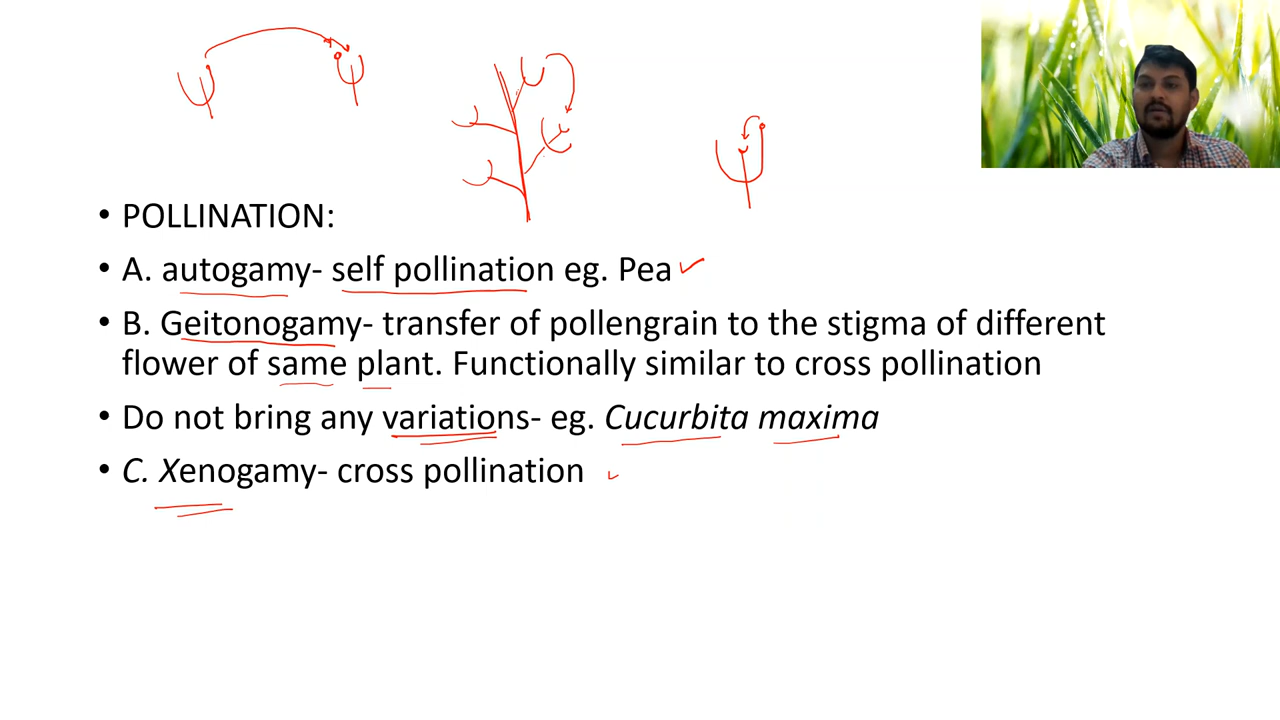 • POLLINATION:
• A. autogamy- self pollination eg. Pea
• B. Geitonogamy- transfer of pollengrain to the stigma of different
flower of same plant. Functionally similar to cross pollination
• Do not bring any variations- eg. Cucurbita maxima
• C. Xenogamy- cross pollination